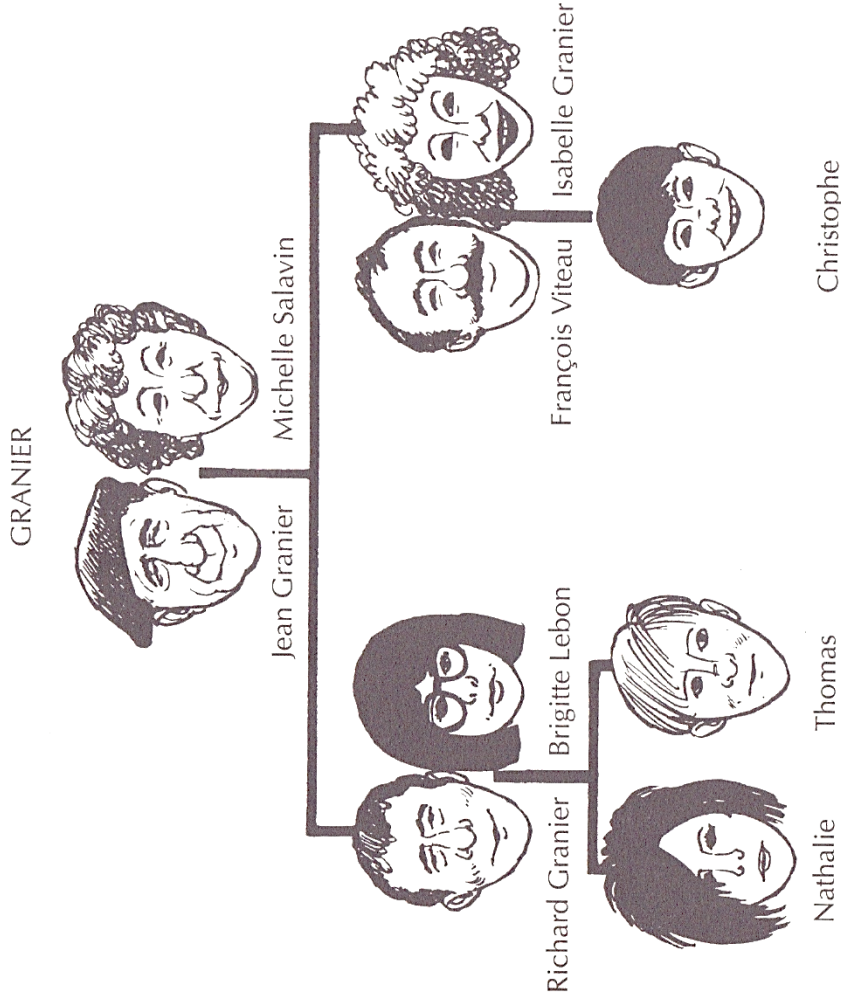 GRANIER
Jean Granier
Michelle Salavin
Richard Granier
Brigitte Lebon
François Viteau
Isabelle Granier
Nathalie
Thomas
Christophe